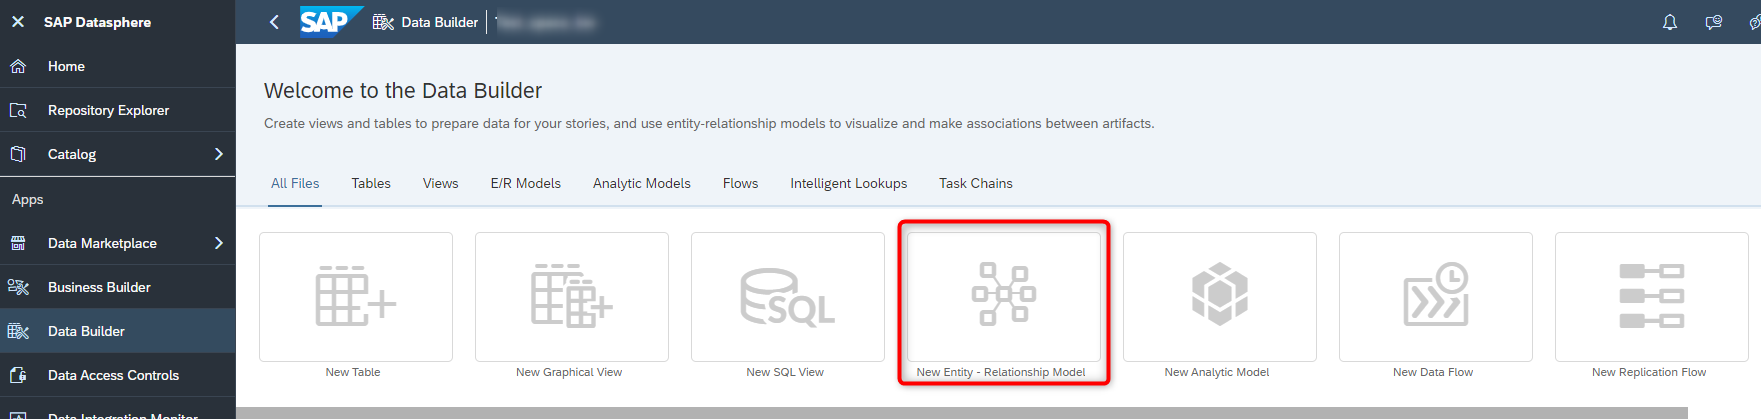 SAP Datasphere
Home
Repository Explorer
Catalog
Apps
Data Marketplace
Business Builder
Data Builder
Data Access Controls
Data Integration Monitor
SAP
Data Builder
Welcome to the Data Builder
Create views and tables to prepare data for your stories, and use entity-relationship models to visualize and make associations between artifacts.
All Files Tables Views E/R Models Analytic Models Flows Intelligent Lookups Task Chains
SQL
New Table New Graphical View New SQL View New Entity - Relationship Model New Analytic Model New Data Flow New Replication Flow